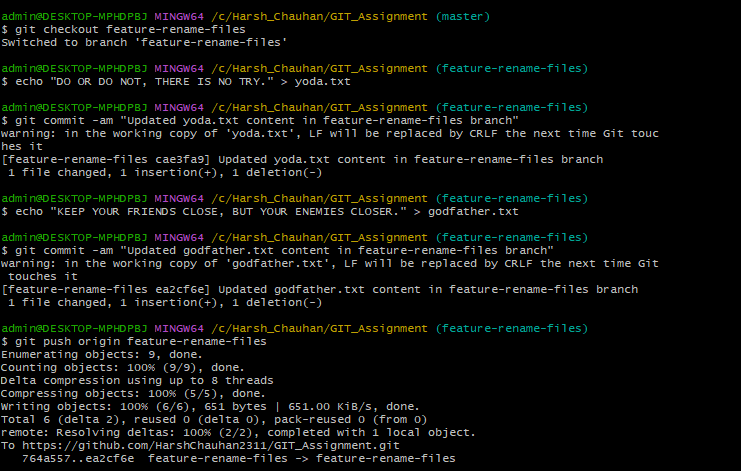 admin@DESKTOP-MPHDPBJ MINGW64 /c/Harsh_Chauhan/GIT_Assignment (master)
$ git checkout feature-rename-files
Switched to branch 'feature-rename-files'
admin@DESKTOP-MPHDPBJ MINGW64 /c/Harsh_Chauhan/GIT_Assignment (feature-rename-files)
$ echo "DO OR DO NOT, THERE IS NO TRY." > yoda.txt
admin@DESKTOP-MPHDPBJ MINGW64 /c/Harsh_Chauhan/GIT_Assignment (feature-rename-files)
$ git commit -am "Updated yoda.txt content in feature-rename-files branch"
warning: in the working copy of 'yoda.txt', LF will be replaced by CRLF the next time Git touc
hes it
[feature-rename-files cae3fa9] Updated yoda.txt content in feature-rename-files branch
 1 file changed, 1 insertion(+), 1 deletion(-)
admin@DESKTOP-MPHDPBJ MINGW64 /c/Harsh_Chauhan/GIT_Assignment (feature-rename-files)
$ echo "KEEP YOUR FRIENDS CLOSE, BUT YOUR ENEMIES CLOSER." > godfather.txt
admin@DESKTOP-MPHDPBJ MINGW64 /c/Harsh_Chauhan/GIT_Assignment (feature-rename-files)
$ git commit -am "Updated godfather.txt content in feature-rename-files branch"
warning: in the working copy of 'godfather.txt', LF will be replaced by CRLF the next time Git
 touches it
[feature-rename-files ea2cf6e] Updated godfather.txt content in feature-rename-files branch
 1 file changed, 1 insertion(+), 1 deletion(-)
admin@DESKTOP-MPHDPBJ MINGW64 /c/Harsh_Chauhan/GIT_Assignment (feature-rename-files)
$ git push origin feature-rename-files
Enumerating objects: 9, done.
Counting objects: 100% (9/9), done.
Delta compression using up to 8 threads
Compressing objects: 100% (5/5), done.
Writing objects: 100% (6/6), 651 bytes | 651.00 KiB/s, done.
Total 6 (delta 2), reused 0 (delta 0), pack-reused 0 (from 0)
remote: Resolving deltas: 100% (2/2), completed with 1 local object.
To https://github.com/HarshChauhan2311/GIT_Assignment.git
   764a557..ea2cf6e  feature-rename-files -> feature-rename-files